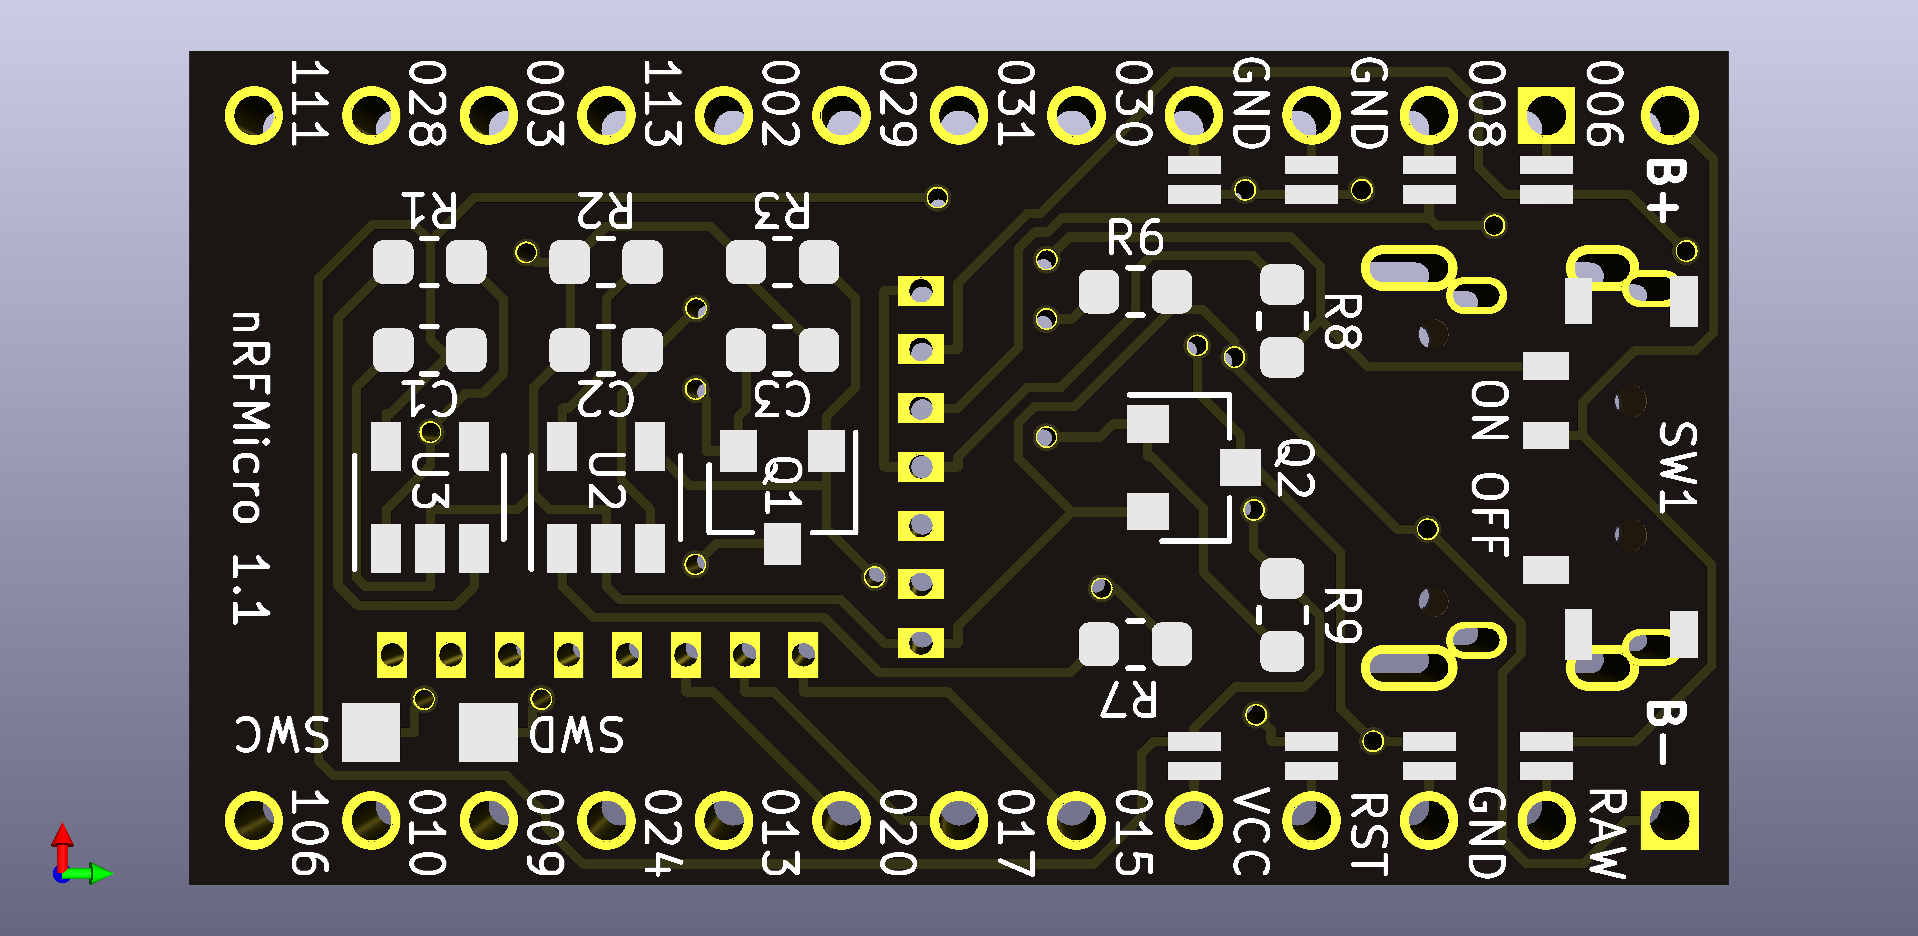 111
028
003
113
002
029
031
030
GND
GND
008
006
B+
R1
R2
R3
R6
R8
C1
C2
C3
nRFMicro 1.1
U3
U2
Q1
Q2
ON
OFF
SW1
R9
R7
SWC
SWD
B-
106
010
009
024
013
020
017
015
VCC
RST
GND
RAW